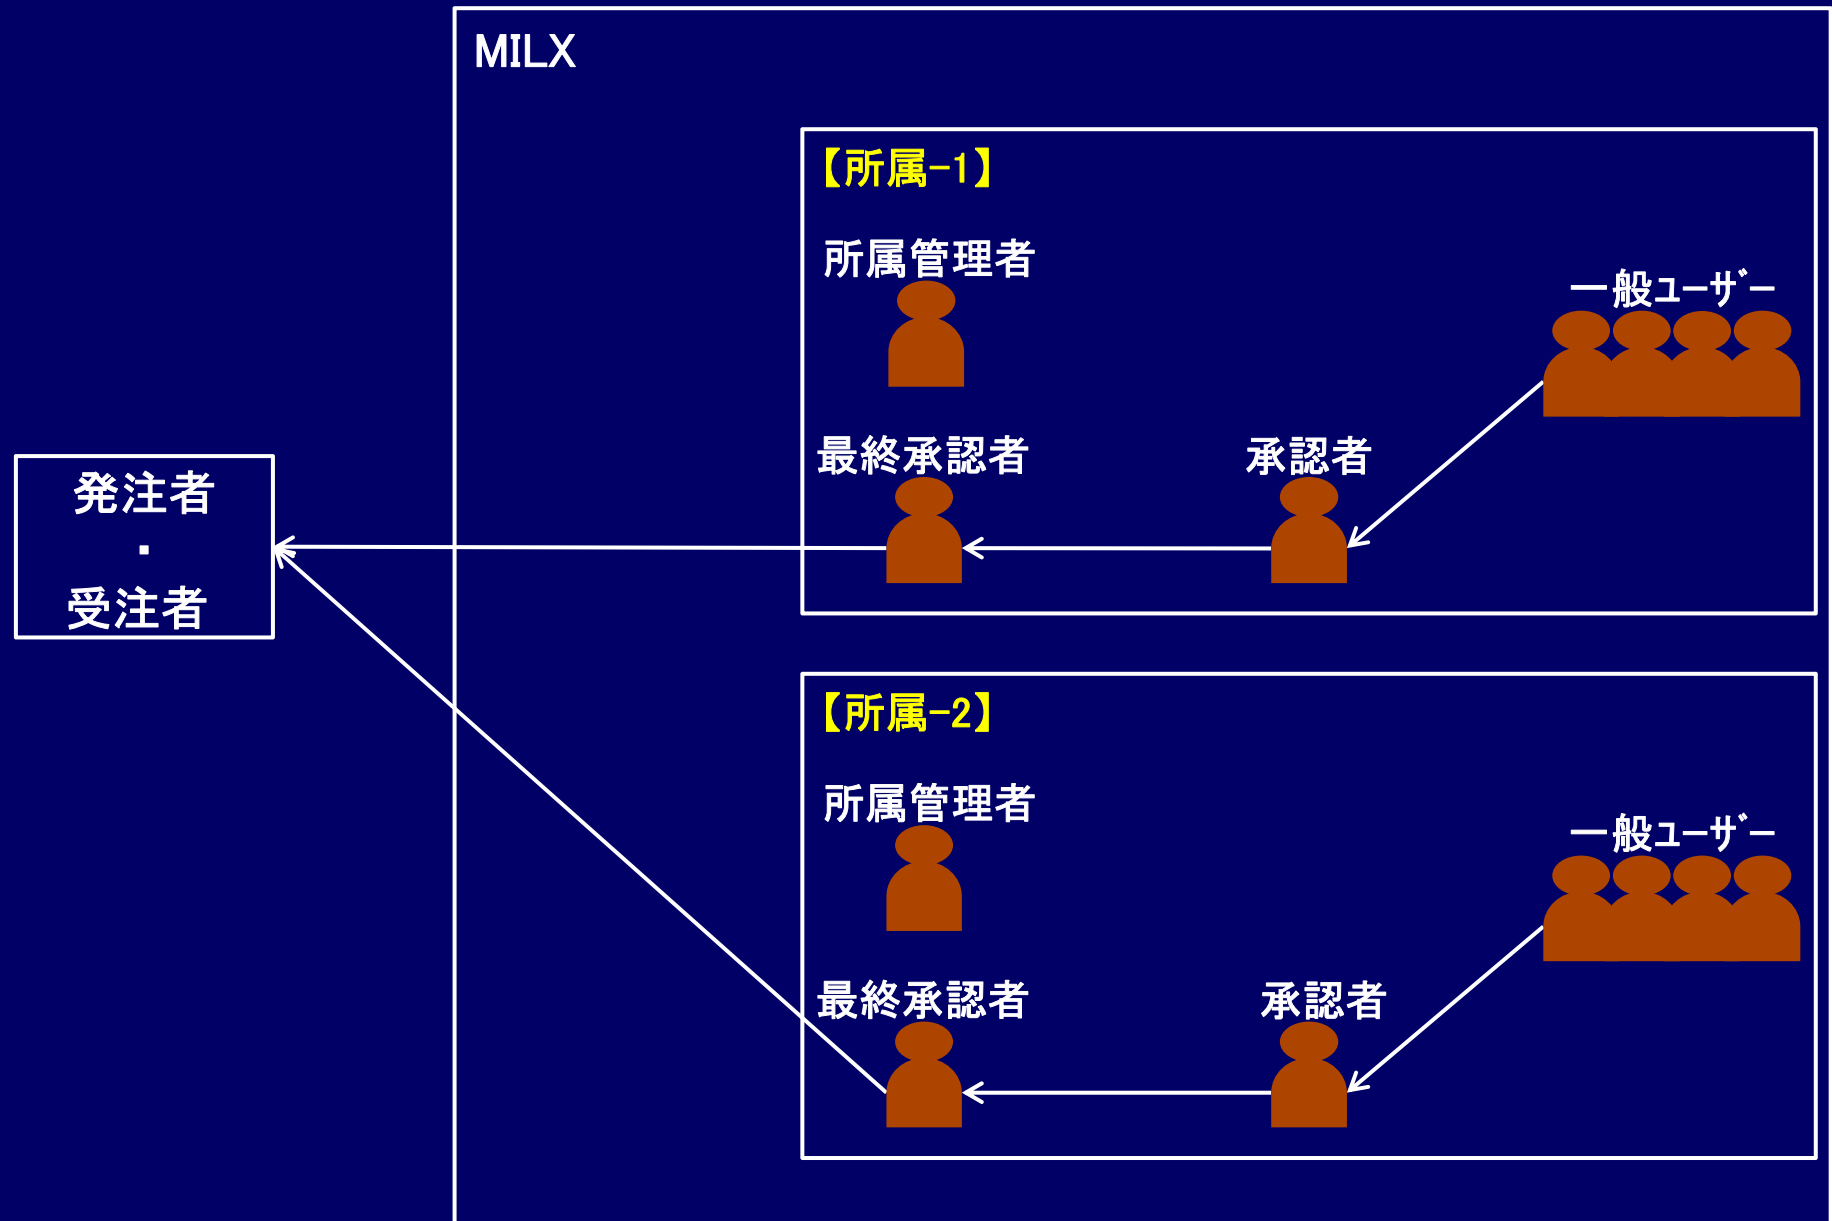 MILX
【所属-1】
所属管理者
一般ﾕｰｻﾞｰ
最終承認者
承認者
発注者
・
受注者
【所属-2】
所属管理者
一般ﾕｰｻﾞｰ
最終承認者
承認者